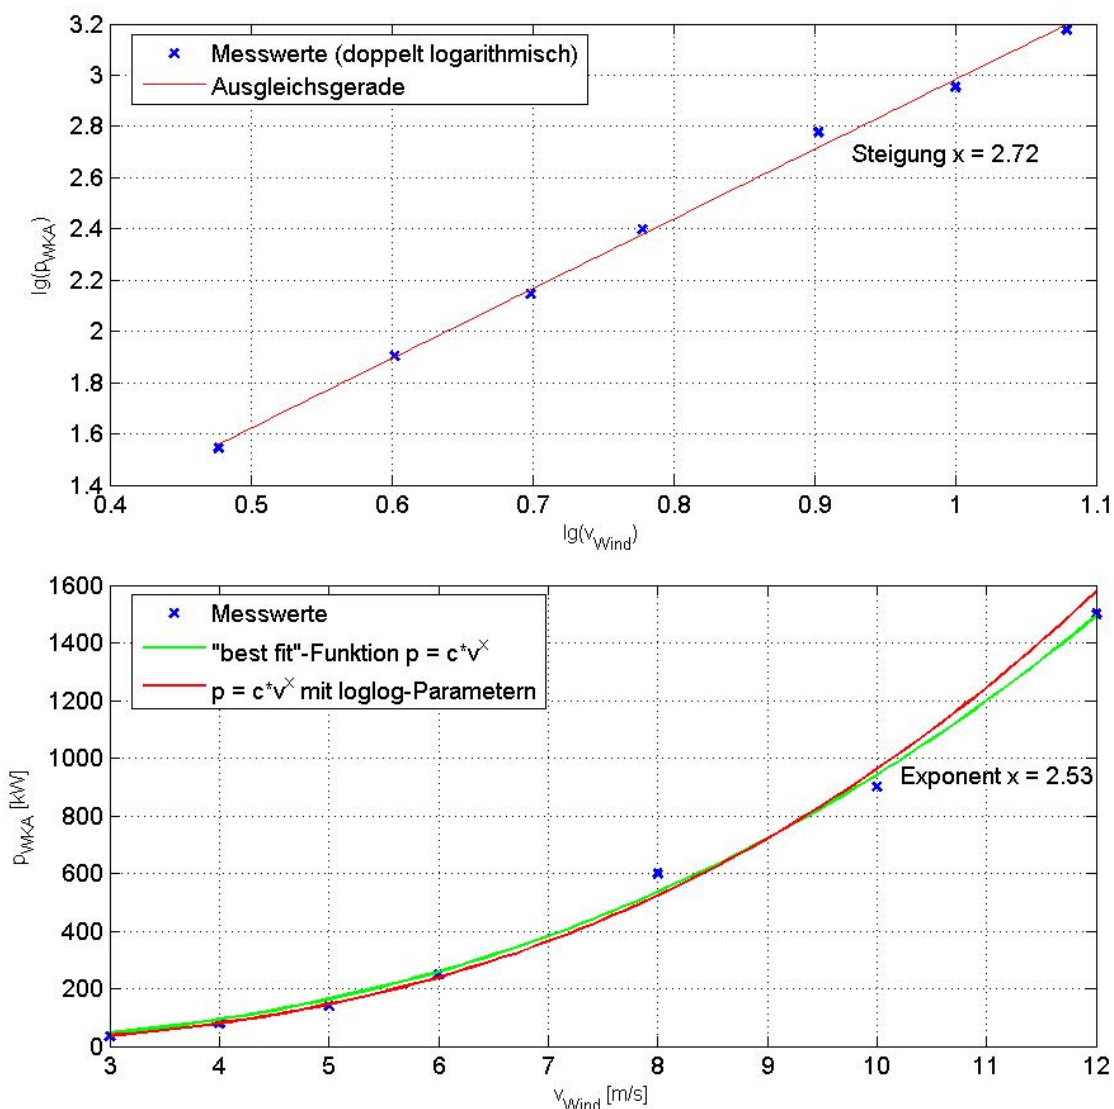 3.2
3
2.8
2.6
2.4
2.2
2
1.8
1.6
1.4
lg(p_WKA)
Messwerte (doppelt logarithmisch)
Ausgleichsgerade
Steigung x = 2.72
0.4 0.5 0.6 0.7 0.8 0.9 1 1.1
lg(v_Wind)
1600
1400
1200
1000
800
600
400
200
0
p_WKA [kW]
Messwerte
"best fit"-Funktion p = c*v^x
p = c*v^x mit loglog-Parametern
Exponent x = 2.53
3 4 5 6 7 8 9 10 11 12
v_Wind [m/s]